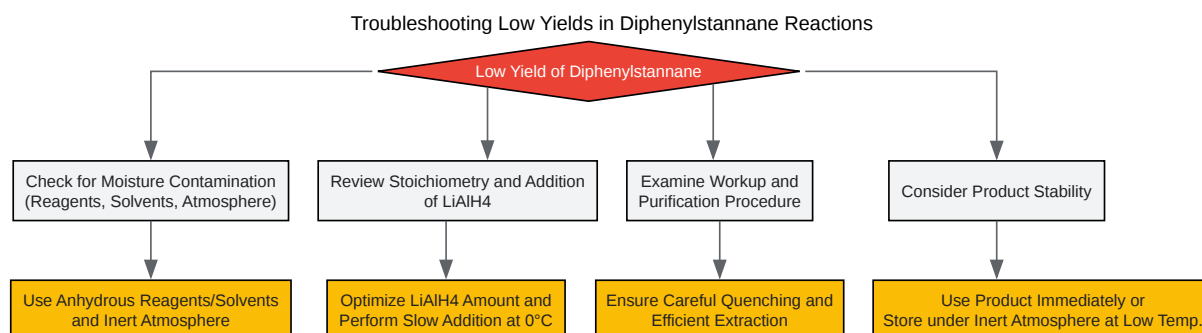 Troubleshooting Low Yields in Diphenylstannane Reactions
Low Yield of Diphenylstannane
Check for Moisture Contamination
(Reagents, Solvents, Atmosphere)
Review Stoichiometry and Addition
of LiAlH4
Examine Workup and
Purification Procedure
Consider Product Stability
Use Anhydrous Reagents/Solvents
and Inert Atmosphere
Optimize LiAlH4 Amount and
Perform Slow Addition at 0°C
Ensure Careful Quenching and
Efficient Extraction
Use Product Immediately or
Store under Inert Atmosphere at Low Temp